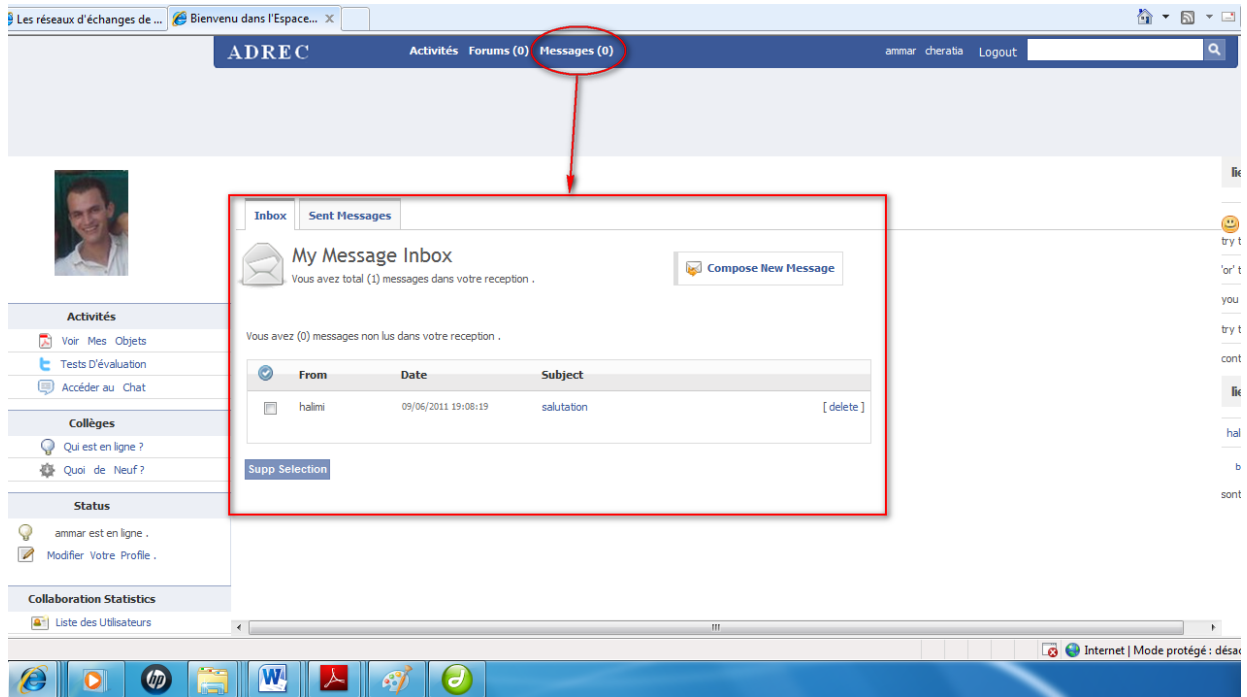 Les réseaux d'échanges de ...
Bienvenu dans l'Espace... X
ADREC
Activités Forums (0) Messages (0)
ammar cheratia Logout
Inbox
Sent Messages
My Message Inbox
Vous avez total (1) messages dans votre reception .
Compose New Message
Vous avez (0) messages non lus dans votre reception .
From Date Subject
halimi 09/06/2011 19:08:19 salutation [ delete ]
Supp Selection
Activités
Voir Mes Objets
Tests D'évaluation
Accéder au Chat
Collèges
Qui est en ligne ?
Quoi de Neuf ?
Status
ammar est en ligne .
Modifier Votre Profile .
Collaboration Statistics
Liste des Utilisateurs
lie
try t
'or' t
you
try t
cont
lie
hal
b
sont
Internet | Mode protégé : désac
hp
W